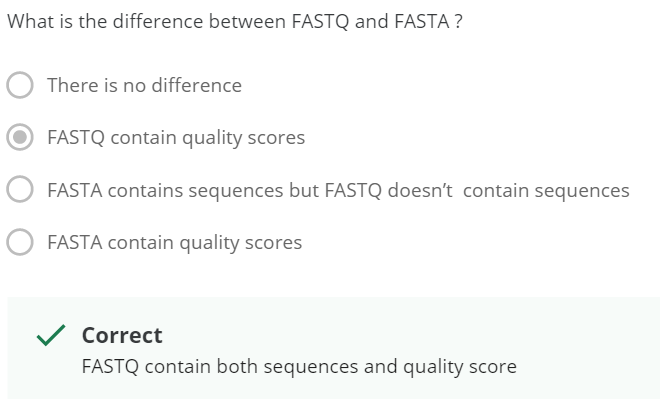 What is the difference between FASTQ and FASTA ?
There is no difference
FASTQ contain quality scores
FASTA contains sequences but FASTQ doesn’t  contain sequences
FASTA contain quality scores
Correct
FASTQ contain both sequences and quality score